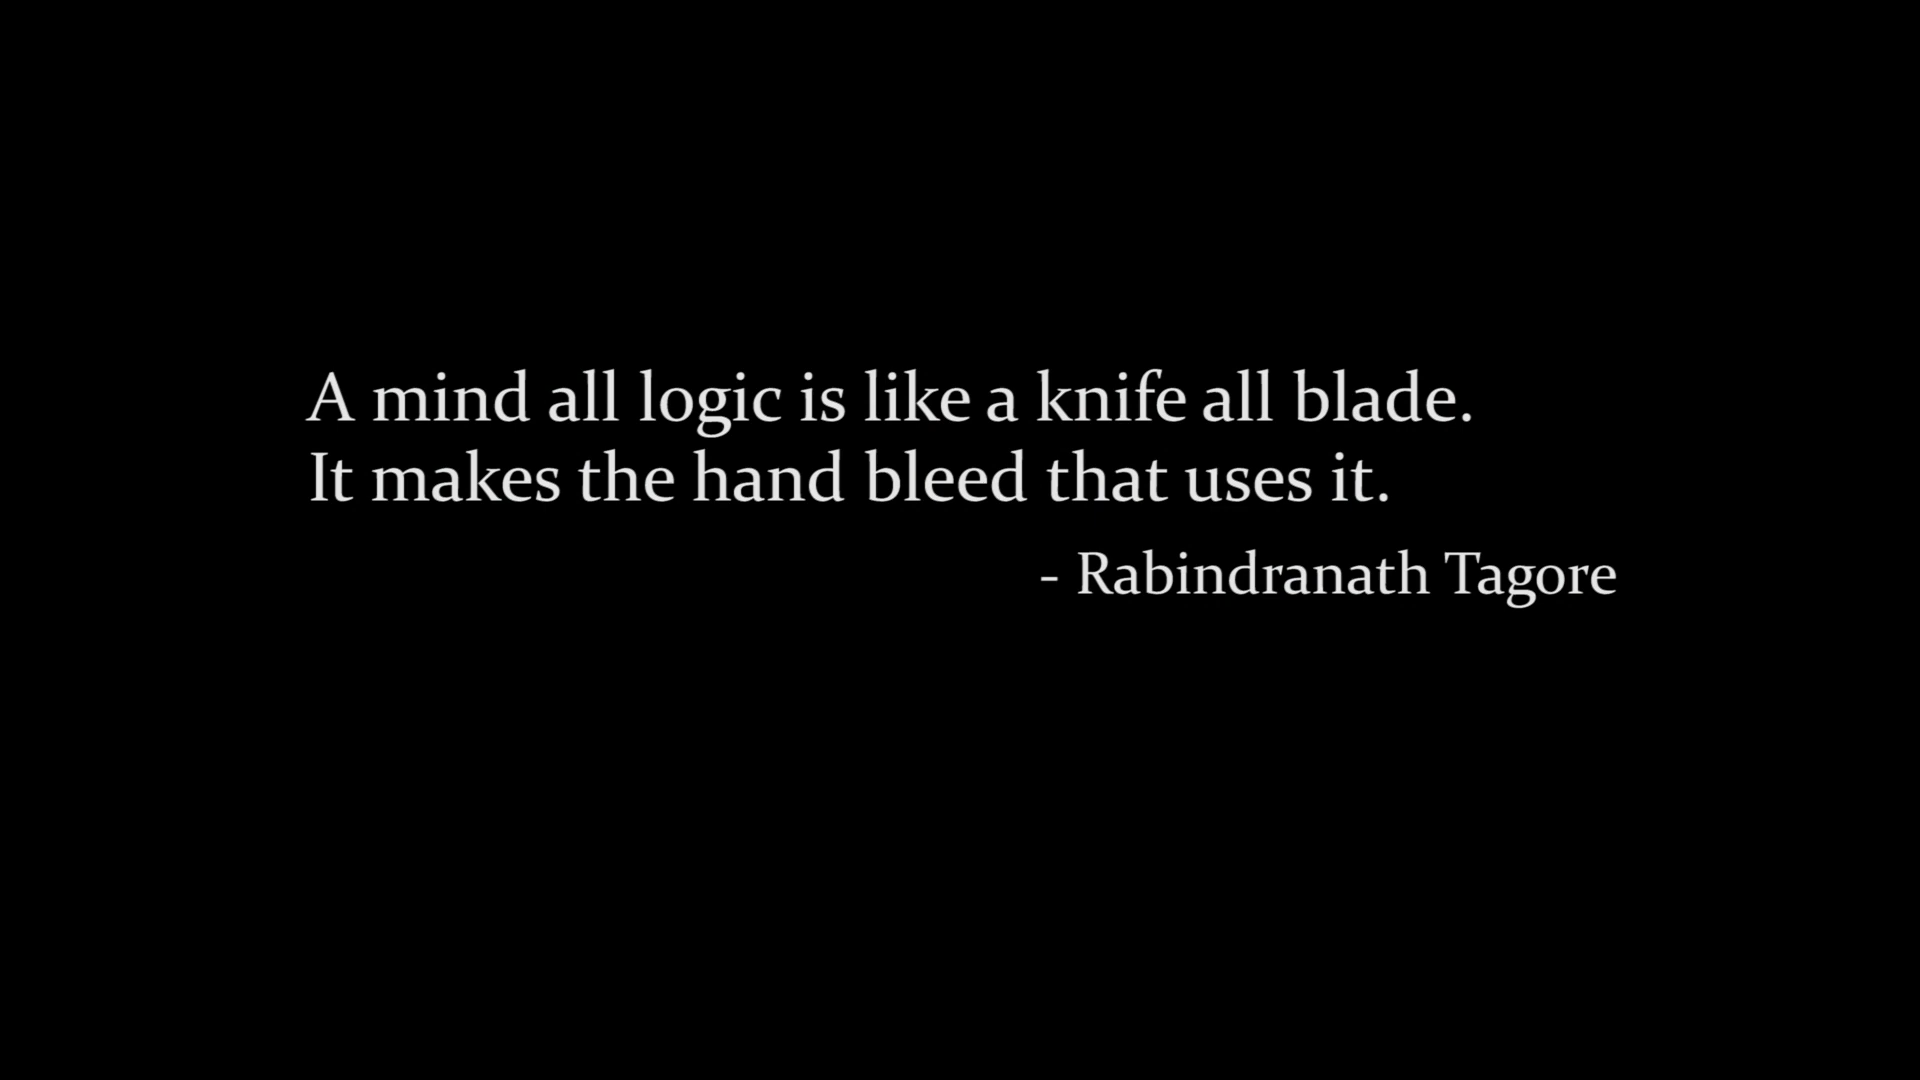 A mind all logic is like a knife all blade.
It makes the hand bleed that uses it.
- Rabindranath Tagore